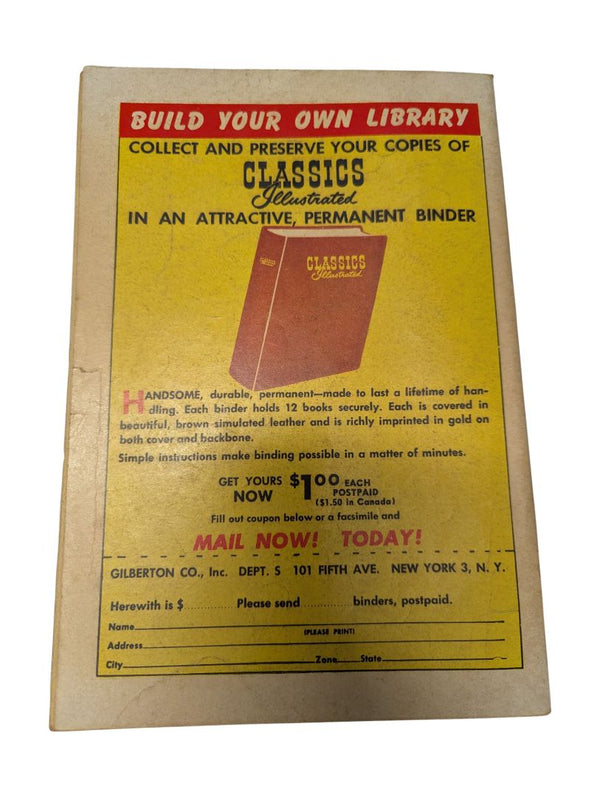 BUILD YOUR OWN LIBRARY
COLLECT AND PRESERVE YOUR COPIES OF
CLASSICS
Illustrated
IN AN ATTRACTIVE, PERMANENT BINDER
CLASSICS
Illustrated
HANDSOME, durable, permanent—made to last a lifetime of han-
dling. Each binder holds 12 books securely. Each is covered in
beautiful, brown simulated leather and is richly imprinted in gold on
both cover and backbone.
Simple instructions make binding possible in a matter of minutes.
GET YOURS NOW $1.00 EACH POSTPAID
($1.50 in Canada)
Fill out coupon below or a facsimile and
MAIL NOW! TODAY!
GILBERTON CO., Inc. DEPT. S 101 FIFTH AVE. NEW YORK 3, N. Y.
Herewith is $ Please send binders, postpaid.
Name
(PLEASE PRINT)
Address
City Zone State